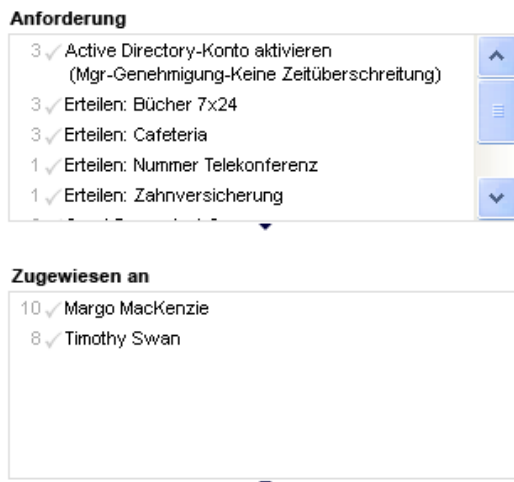 Anforderung
3 Active Directory-Konto aktivieren
(Mgr-Genehmigung-Keine Zeitüberschreitung)
3 Erteilen: Bücher 7x24
3 Erteilen: Cafeteria
1 Erteilen: Nummer Telekonferenz
1 Erteilen: Zahnversicherung
Zugewiesen an
10 Margo MacKenzie
8 Timothy Swan